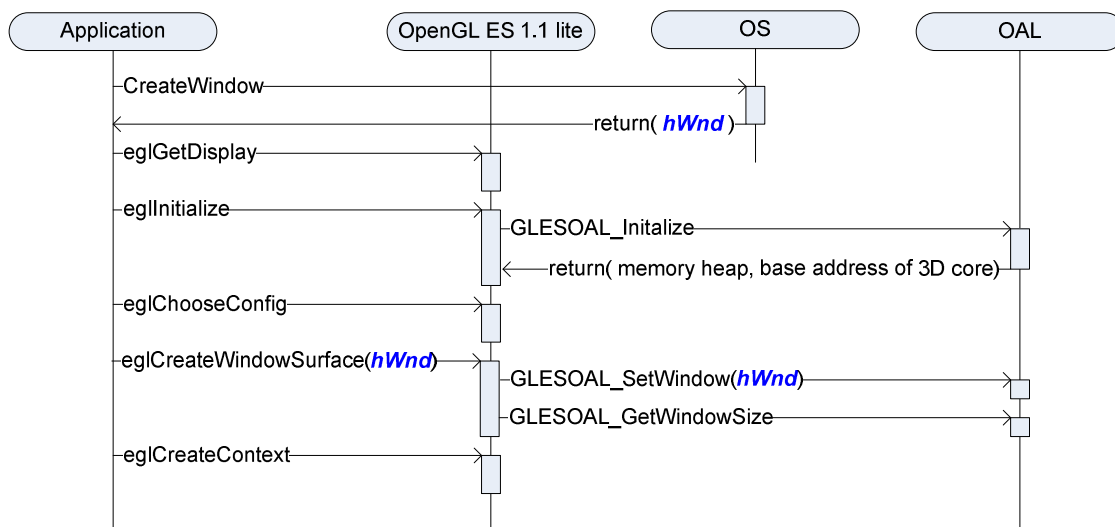 Application
OpenGL ES 1.1 lite
OS
OAL
CreateWindow
return( hWnd )
eglGetDisplay
eglInitialize
GLESOAL_Initalize
return( memory heap, base address of 3D core)
eglChooseConfig
eglCreateWindowSurface(hWnd)
GLESOAL_SetWindow(hWnd)
GLESOAL_GetWindowSize
eglCreateContext